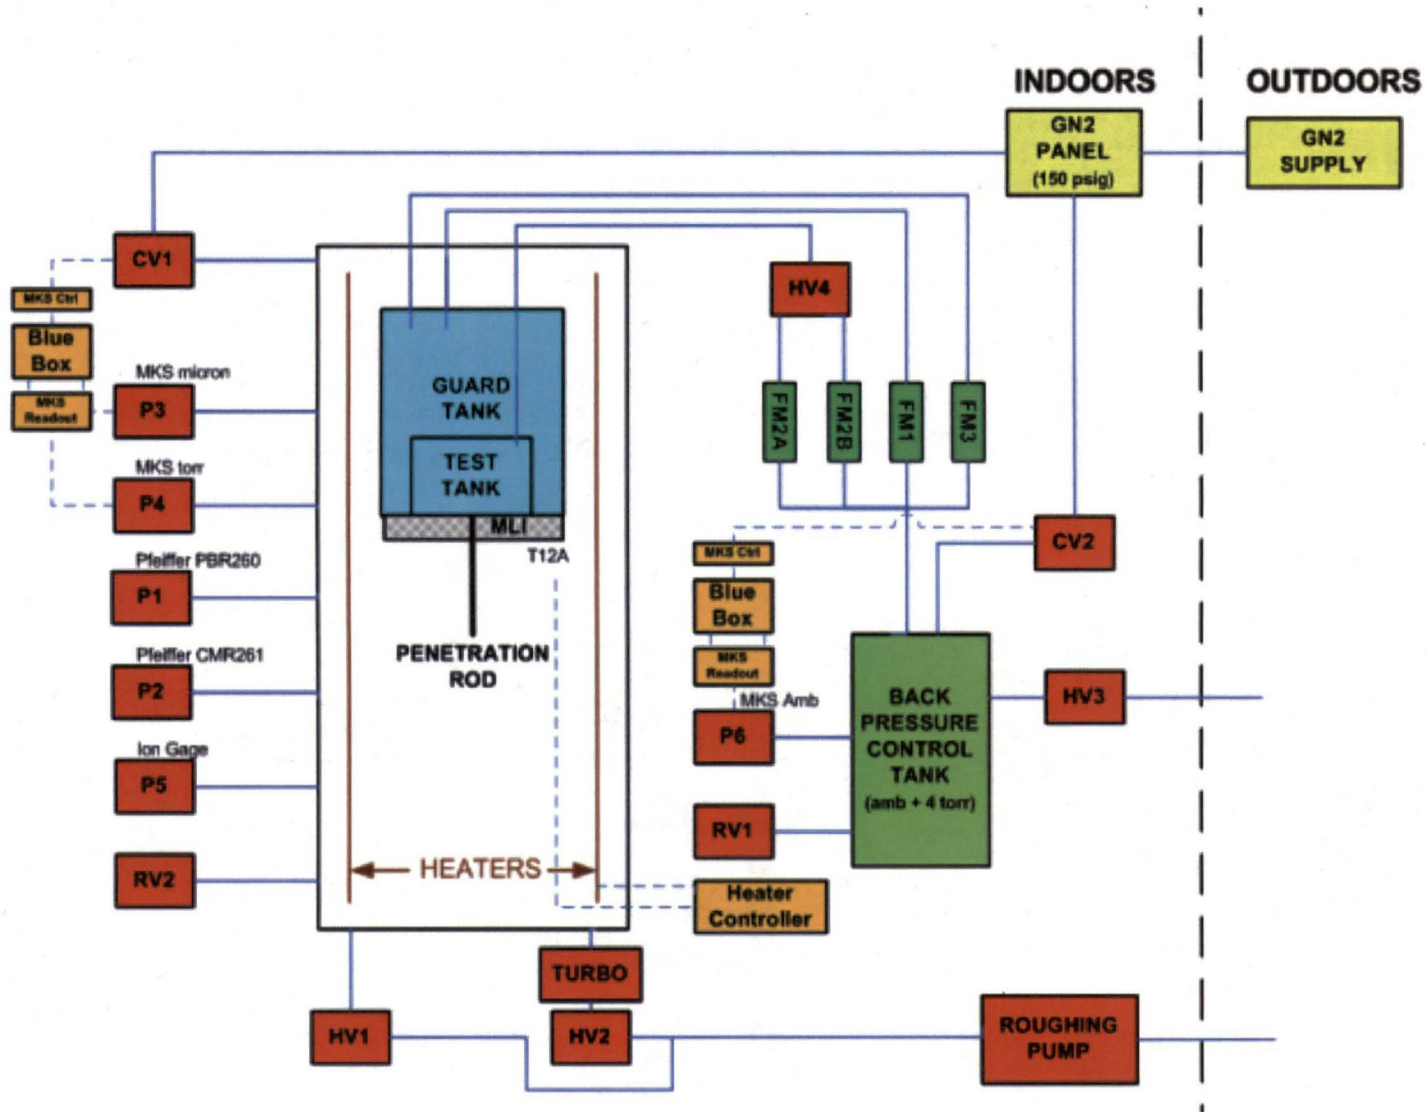 INDOORS
OUTDOORS
GN2
PANEL
(150 psig)
GN2
SUPPLY
CV1
MKS Ctrl
Blue
Box
MKS
Readout
MKS micron
P3
MKS torr
P4
Pfeiffer PBR260
P1
Pfeiffer CMR261
P2
Ion Gage
P5
RV2
GUARD
TANK
TEST
TANK
MLI
T12A
PENETRATION
ROD
HEATERS
HV4
FM2A
FM2B
FM1
FM3
CV2
MKS Ctrl
Blue
Box
MKS
Readout
MKS Amb
P6
RV1
BACK
PRESSURE
CONTROL
TANK
(amb + 4 torr)
HV3
Heater
Controller
TURBO
HV1
HV2
ROUGHING
PUMP